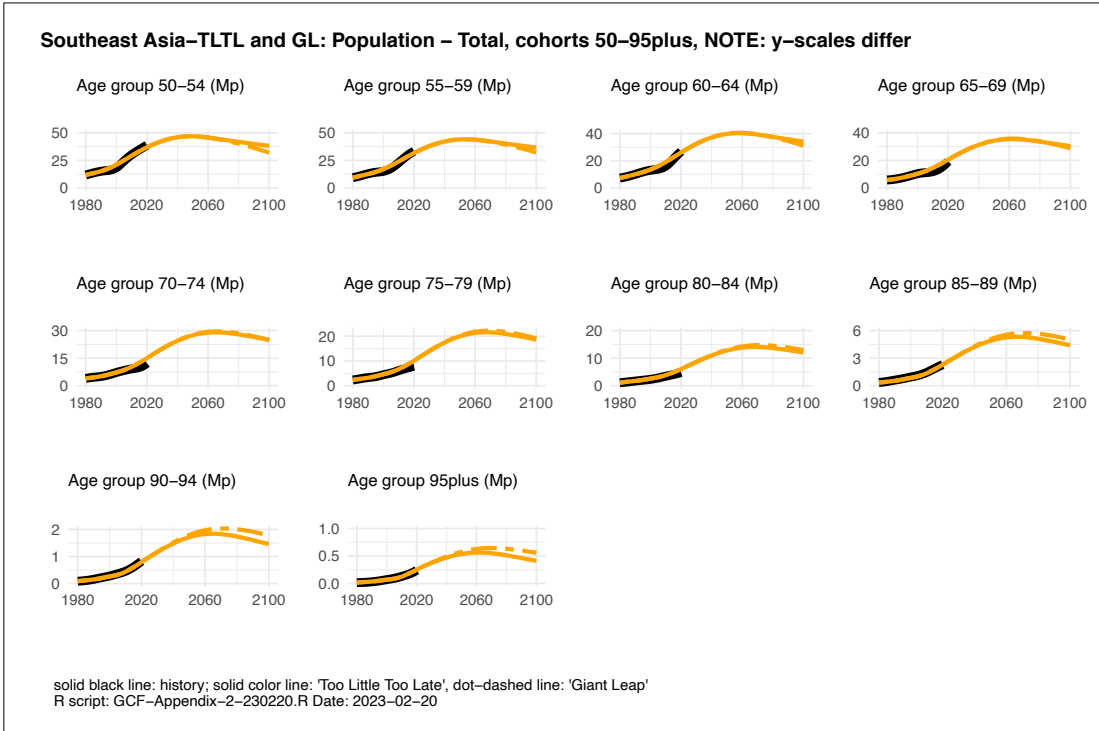 Southeast Asia−TLTL and GL: Population − Total, cohorts 50−95plus, NOTE: y−scales differ
Age group 50−54 (Mp)
50
25
0
1980 2020 2060 2100
Age group 55−59 (Mp)
50
25
0
1980 2020 2060 2100
Age group 60−64 (Mp)
40
20
0
1980 2020 2060 2100
Age group 65−69 (Mp)
40
20
0
1980 2020 2060 2100
Age group 70−74 (Mp)
30
15
0
1980 2020 2060 2100
Age group 75−79 (Mp)
20
10
0
1980 2020 2060 2100
Age group 80−84 (Mp)
20
10
0
1980 2020 2060 2100
Age group 85−89 (Mp)
6
3
0
1980 2020 2060 2100
Age group 90−94 (Mp)
2
1
0
1980 2020 2060 2100
Age group 95plus (Mp)
1.0
0.5
0.0
1980 2020 2060 2100
solid black line: history; solid color line: 'Too Little Too Late', dot−dashed line: 'Giant Leap'
R script: GCF−Appendix−2−230220.R Date: 2023−02−20